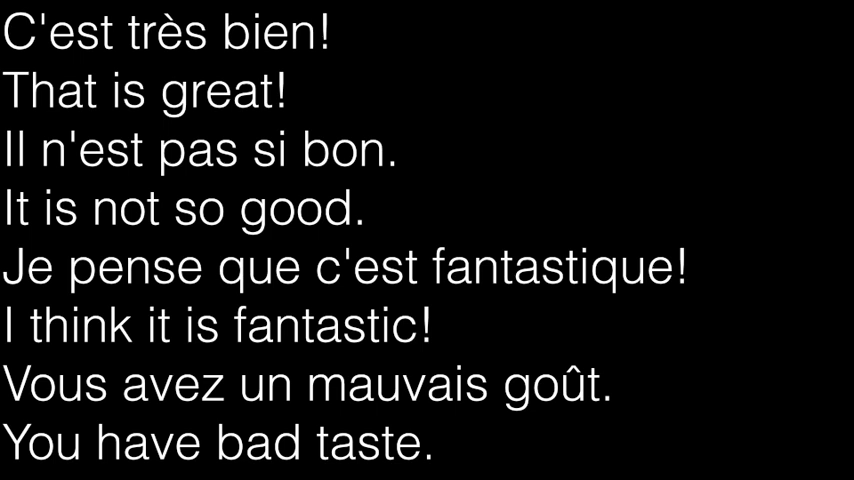 C'est très bien!
That is great!
Il n'est pas si bon.
It is not so good.
Je pense que c'est fantastique!
I think it is fantastic!
Vous avez un mauvais goût.
You have bad taste.